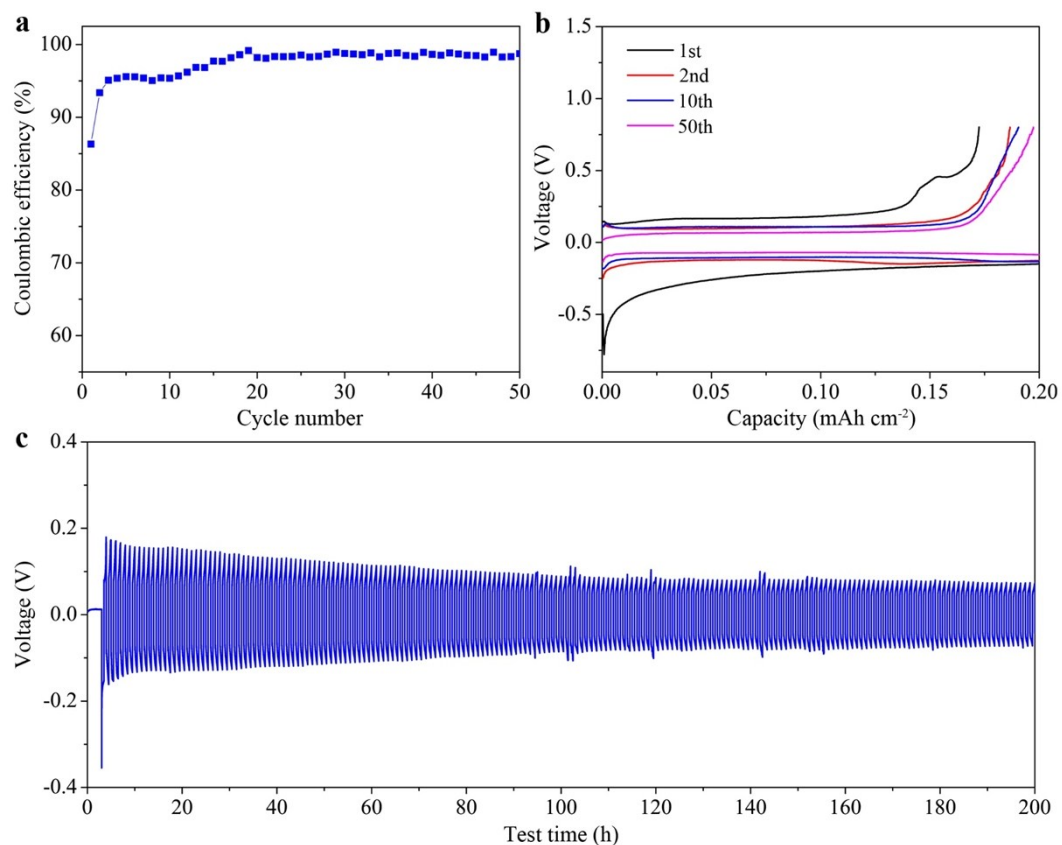 a
100
90
80
70
60
Coulombic efficiency (%)
0
10
20
30
40
50
Cycle number
b
1st
2nd
10th
50th
1.5
1.0
0.5
0.0
-0.5
Voltage (V)
0.00
0.05
0.10
0.15
0.20
Capacity (mAh cm-2)
c
0.4
0.2
0.0
-0.2
-0.4
Voltage (V)
0
20
40
60
80
100
120
140
160
180
200
Test time (h)